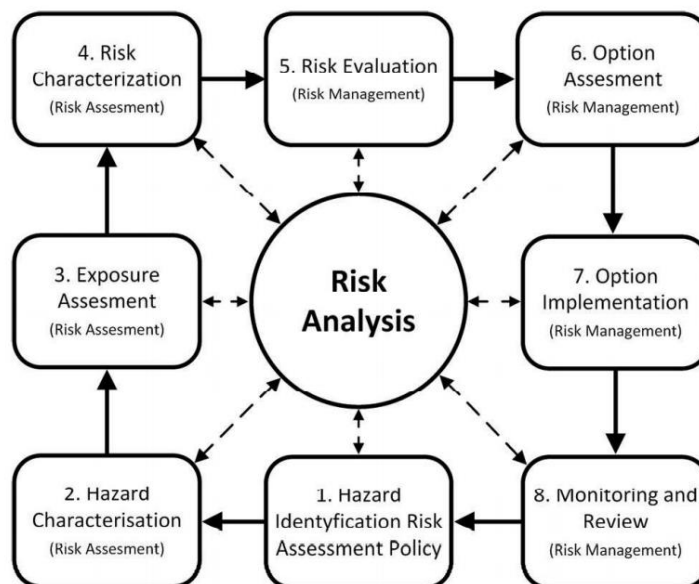 4. Risk
Characterization
(Risk Assesment)
5. Risk Evaluation
(Risk Management)
6. Option
Assesment
(Risk Management)
3. Exposure
Assesment
(Risk Assesment)
Risk
Analysis
7. Option
Implementation
(Risk Management)
2. Hazard
Characterisation
(Risk Assesment)
1. Hazard
Identyfication Risk
Assessment Policy
8. Monitoring and
Review
(Risk Management)